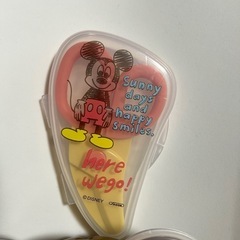 Sunny
days
and
happy
smiles.
here
we go!
© DISNEY